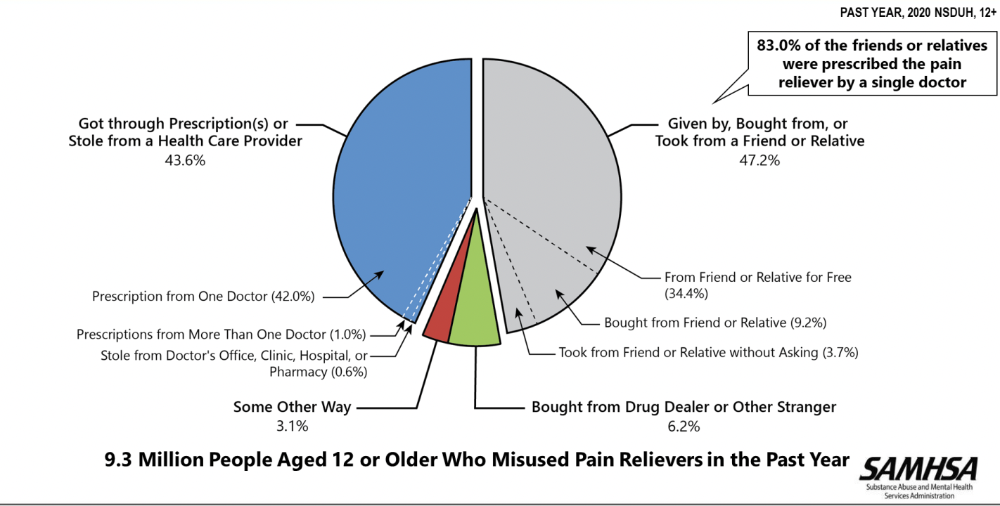 PAST YEAR, 2020 NSDUH, 12+
83.0% of the friends or relatives
were prescribed the pain
reliever by a single doctor
Got through Prescription(s) or
Stole from a Health Care Provider
43.6%
Given by, Bought from, or
Took from a Friend or Relative
47.2%
From Friend or Relative for Free
(34.4%)
Prescription from One Doctor (42.0%)
Bought from Friend or Relative (9.2%)
Prescriptions from More Than One Doctor (1.0%)
Took from Friend or Relative without Asking (3.7%)
Stole from Doctor's Office, Clinic, Hospital, or
Pharmacy (0.6%)
Some Other Way
3.1%
Bought from Drug Dealer or Other Stranger
6.2%
9.3 Million People Aged 12 or Older Who Misused Pain Relievers in the Past Year
SAMHSA
Substance Abuse and Mental Health
Services Administration